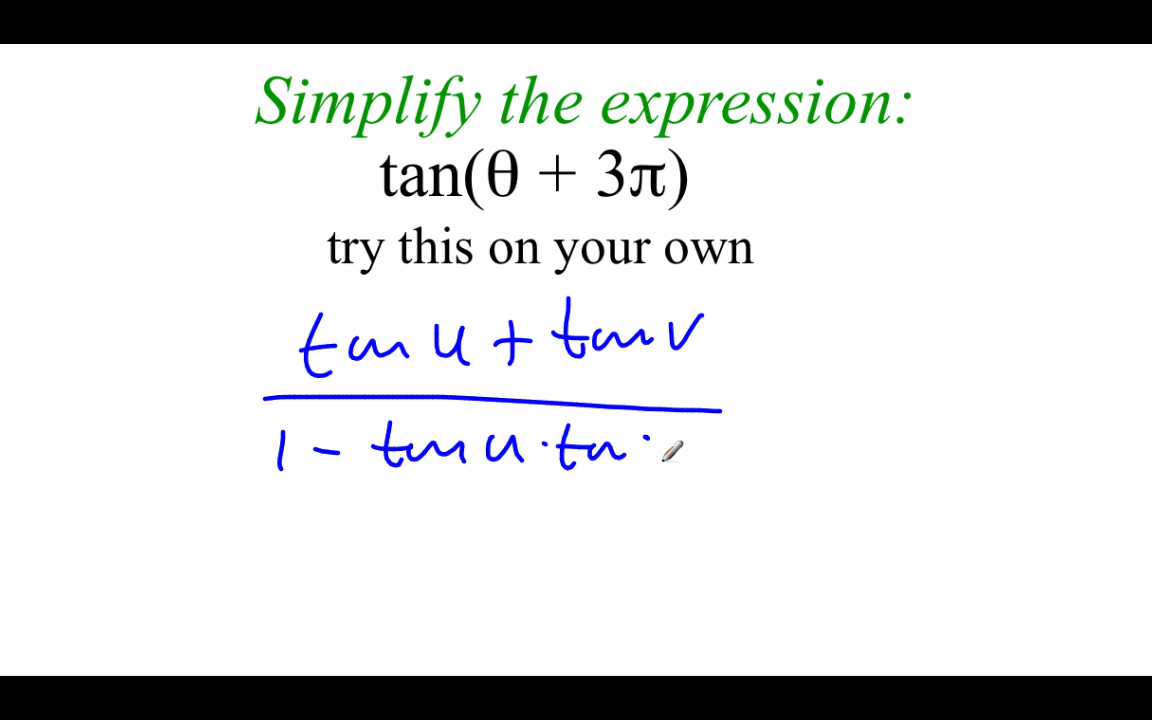 Simplify the expression:
tan(θ + 3π)
try this on your own
tan u + tan v
1 - tan u · tan